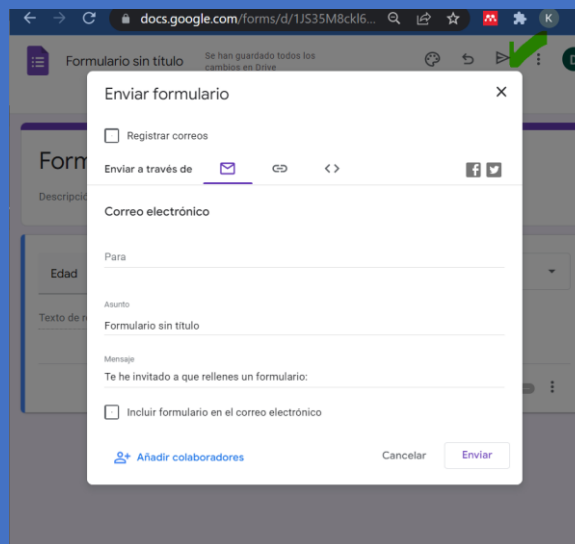 docs.google.com/forms/d/1JS35M8ckl6...
K
Formulario sin titulo
Se han guardado todos los
cambios en Drive
Enviar formulario
Registrar correos
Enviar a través de
Correo electrónico
Para
Asunto
Formulario sin título
Mensaje
Te he invitado a que rellenes un formulario:
Incluir formulario en el correo electrónico
Añadir colaboradores
Cancelar
Enviar
Form
Descripció
Edad
Texto de r